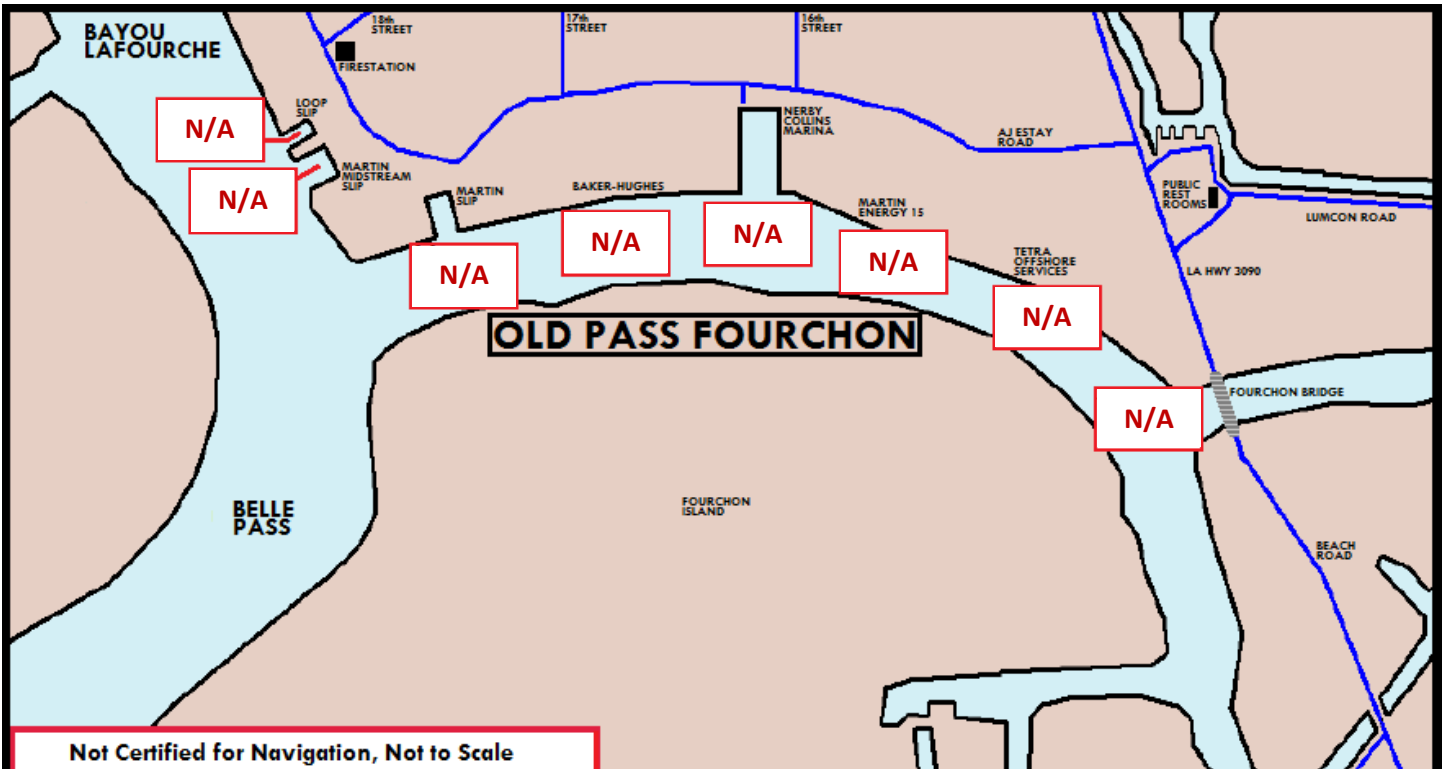 BAYOU
LAFOURCHE
18th
STREET
17th
STREET
16th
STREET
FIRESTATION
LOOP
SLIP
N/A
N/A
MARTIN
MIDSTREAM
SLIP
MARTIN
SLIP
BAKER-HUGHES
NERBY
COLLINS
MARINA
AJ ESTAY
ROAD
PUBLIC
REST
ROOMS
LUMCON ROAD
MARTIN
ENERGY 15
TETRA
OFFSHORE
SERVICES
LA HWY 3090
N/A
N/A
N/A
N/A
N/A
N/A
OLD PASS FOURCHON
FOURCHON BRIDGE
BELLE
PASS
FOURCHON
ISLAND
BEACH
ROAD
Not Certified for Navigation, Not to Scale